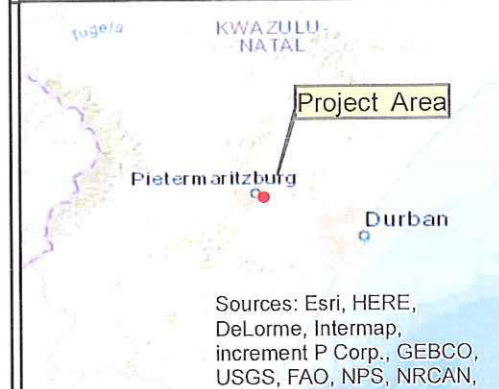 Tugela
KWAZULU-
NATAL
Project Area
Pietermaritzburg
Durban
Sources: Esri, HERE,
DeLorme, Intermap,
increment P Corp., GEBCO,
USGS, FAO, NPS, NRCAN,